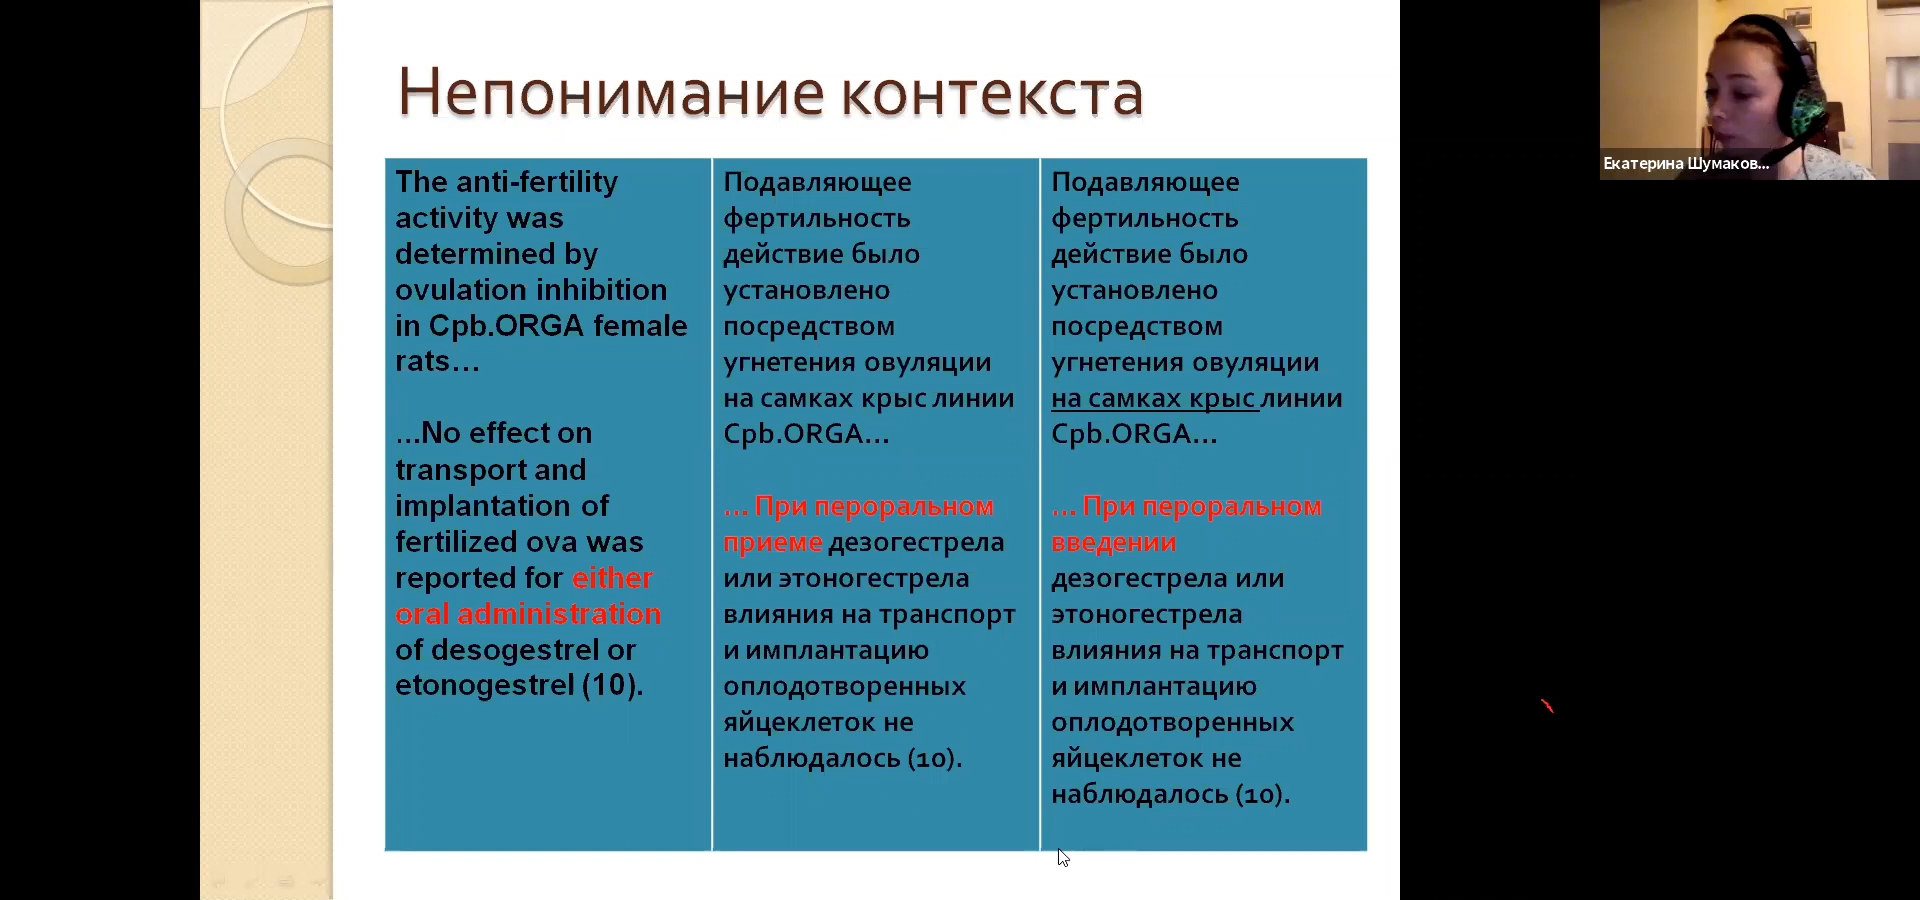 Непонимание контекста
The anti-fertility
activity was
determined by
ovulation inhibition
in Cpb.ORGA female
rats…
…No effect on
transport and
implantation of
fertilized ova was
reported for either
oral administration
of desogestrel or
etonogestrel (10).
Подавляющее
фертильность
действие было
установлено
посредством
угнетения овуляции
на самках крыс линии
Cpb.ORGA…
… При пероральном
приеме дезогестрела
или этоногестрела
влияния на транспорт
и имплантацию
оплодотворенных
яйцеклеток не
наблюдалось (10).
Подавляющее
фертильность
действие было
установлено
посредством
угнетения овуляции
на самках крыс линии
Cpb.ORGA…
… При пероральном
введении
дезогестрела или
этоногестрела
влияния на транспорт
и имплантацию
оплодотворенных
яйцеклеток не
наблюдалось (10).
Екатерина Шумаков...